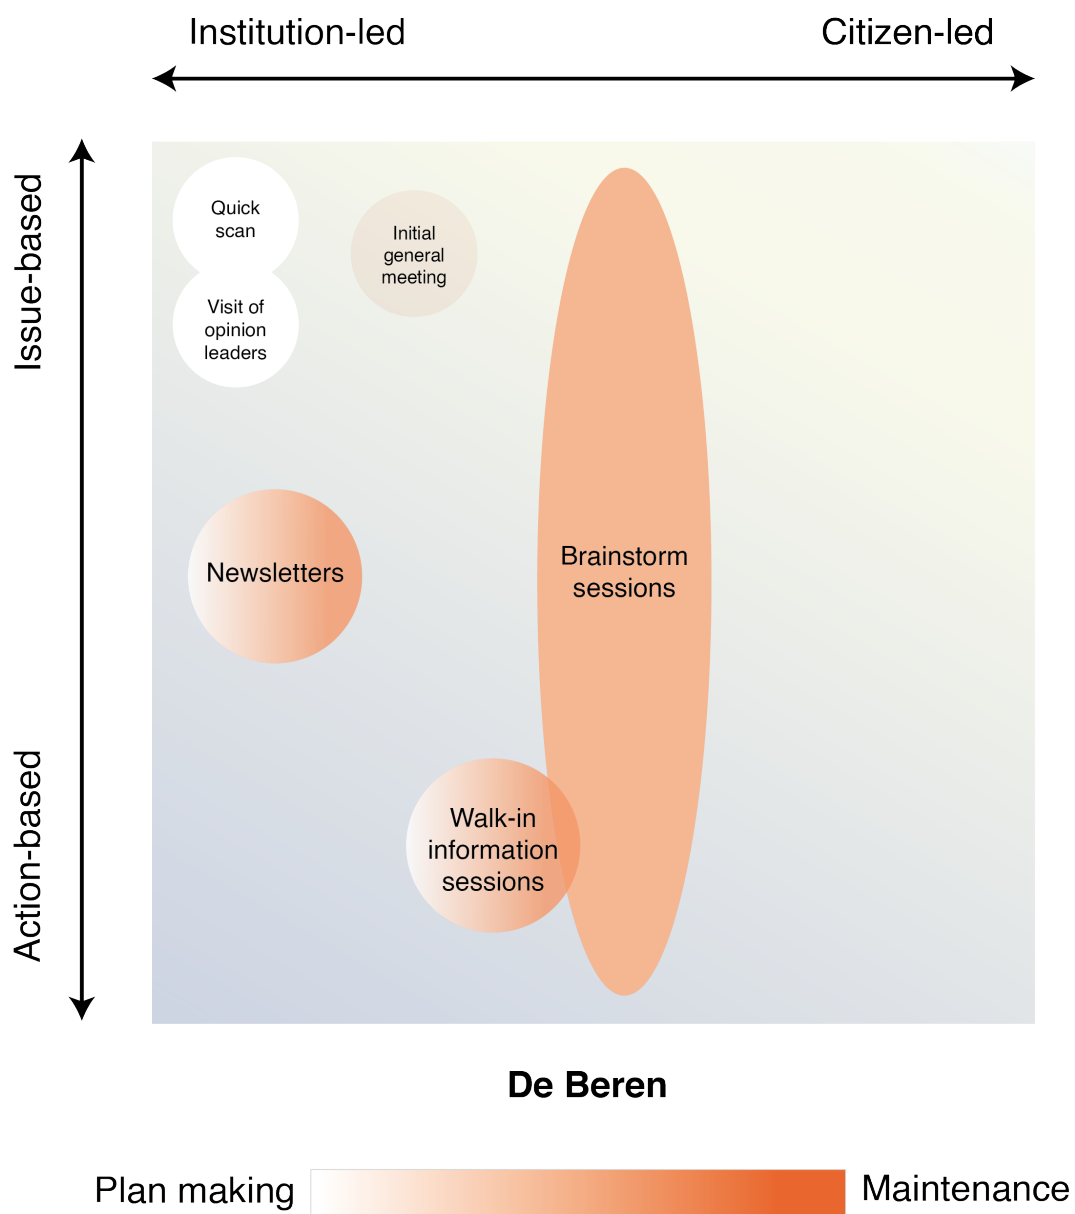 Institution-led
Citizen-led
Issue-based
Action-based
Quick
scan
Visit of
opinion
leaders
Initial
general
meeting
Newsletters
Brainstorm
sessions
Walk-in
information
sessions
De Beren
Plan making
Maintenance